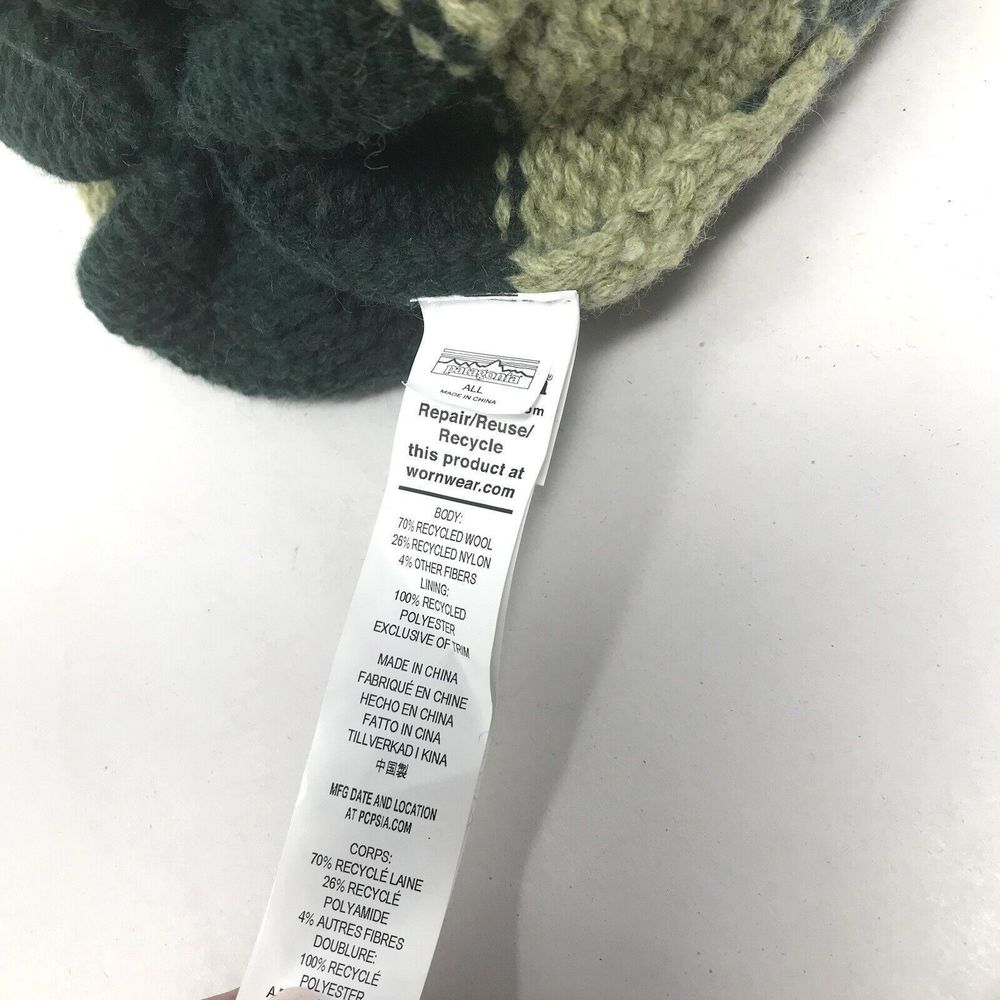 patagonia
ALL
MADE IN CHINA
®
om
Repair/Reuse/
Recycle
this product at
wornwear.com
BODY:
70% RECYCLED WOOL
26% RECYCLED NYLON
4% OTHER FIBERS
LINING:
100% RECYCLED
POLYESTER
EXCLUSIVE OF TRIM
MADE IN CHINA
FABRIQUÉ EN CHINE
HECHO EN CHINA
FATTO IN CINA
TILLVERKAD I KINA
中国製
MFG DATE AND LOCATION
AT PCPSIA.COM
CORPS:
70% RECYCLÉ LAINE
26% RECYCLÉ
POLYAMIDE
4% AUTRES FIBRES
DOUBLURE:
100% RECYCLÉ
POLYESTER